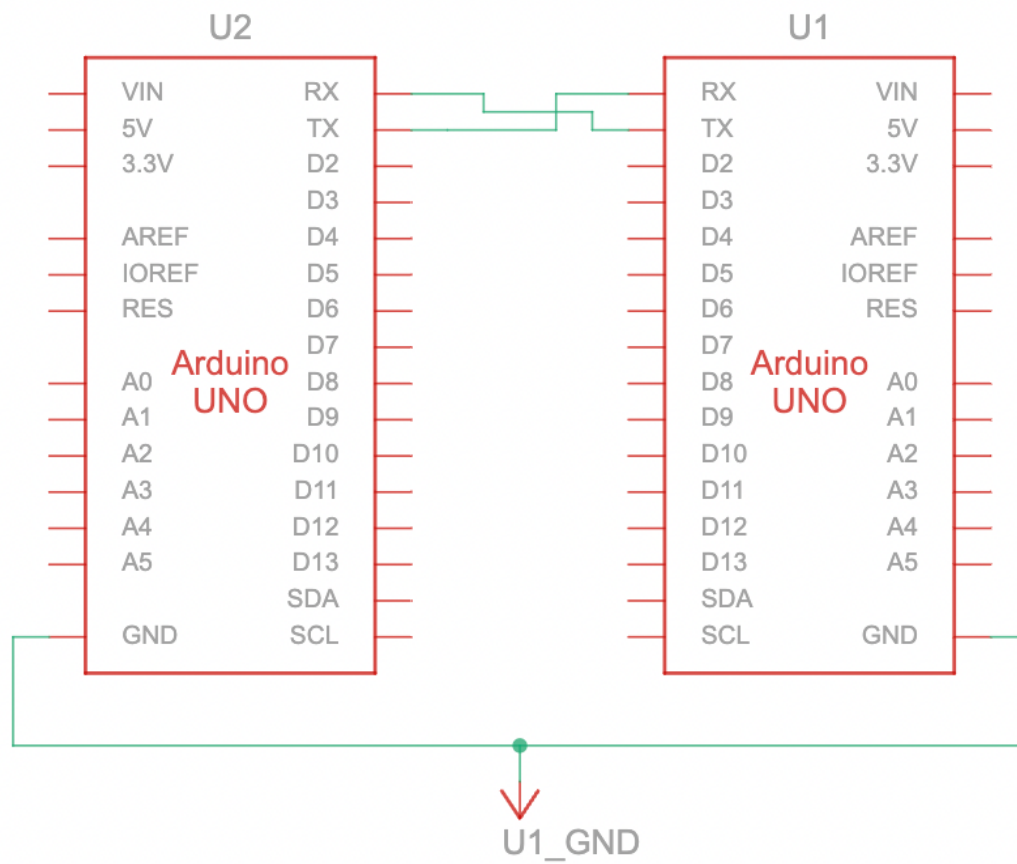 U2 U1
VIN RX RX VIN
5V TX TX 5V
3.3V D2 D2 3.3V
D3 D3
AREF D4 D4 AREF
IOREF D5 D5 IOREF
RES D6 D6 RES
D7 D7
Arduino Arduino
A0 D8 D8 A0
UNO UNO
A1 D9 D9 A1
A2 D10 D10 A2
A3 D11 D11 A3
A4 D12 D12 A4
A5 D13 D13 A5
SDA SDA
GND SCL SCL GND
U1_GND